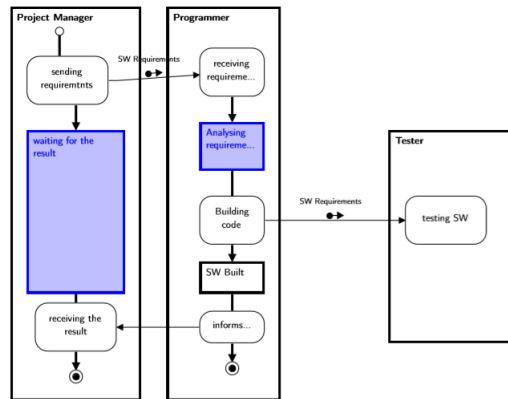 Project Manager
Programmer
SW Requirements
sending
requiremtnts
receiving
requireme...
waiting for the
result
Analysing
requireme...
Tester
SW Requirements
Building
code
testing SW
SW Built
receiving the
result
informs...